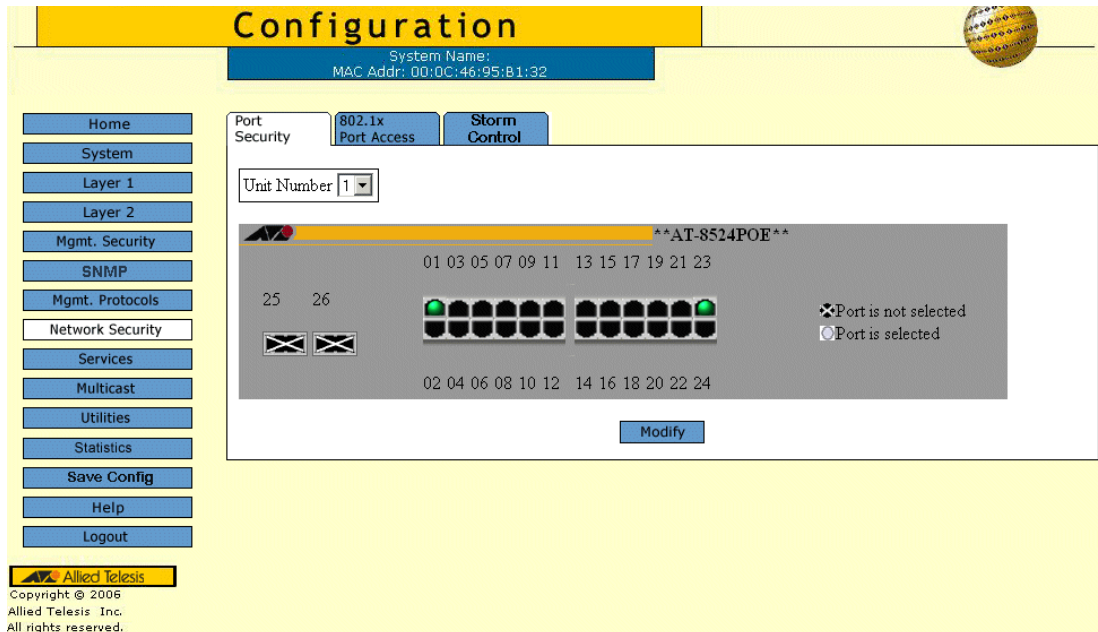 Configuration
System Name:
MAC Addr: 00:0C:46:95:B1:32
Home
System
Layer 1
Layer 2
Mgmt. Security
SNMP
Mgmt. Protocols
Network Security
Services
Multicast
Utilities
Statistics
Save Config
Help
Logout
Allied Telesis
Copyright © 2006
Allied Telesis Inc.
All rights reserved.
Port
Security
802.1x
Port Access
Storm
Control
Unit Number 1
**AT-8524POE**
01 03 05 07 09 11 13 15 17 19 21 23
25 26
Port is not selected
Port is selected
02 04 06 08 10 12 14 16 18 20 22 24
Modify